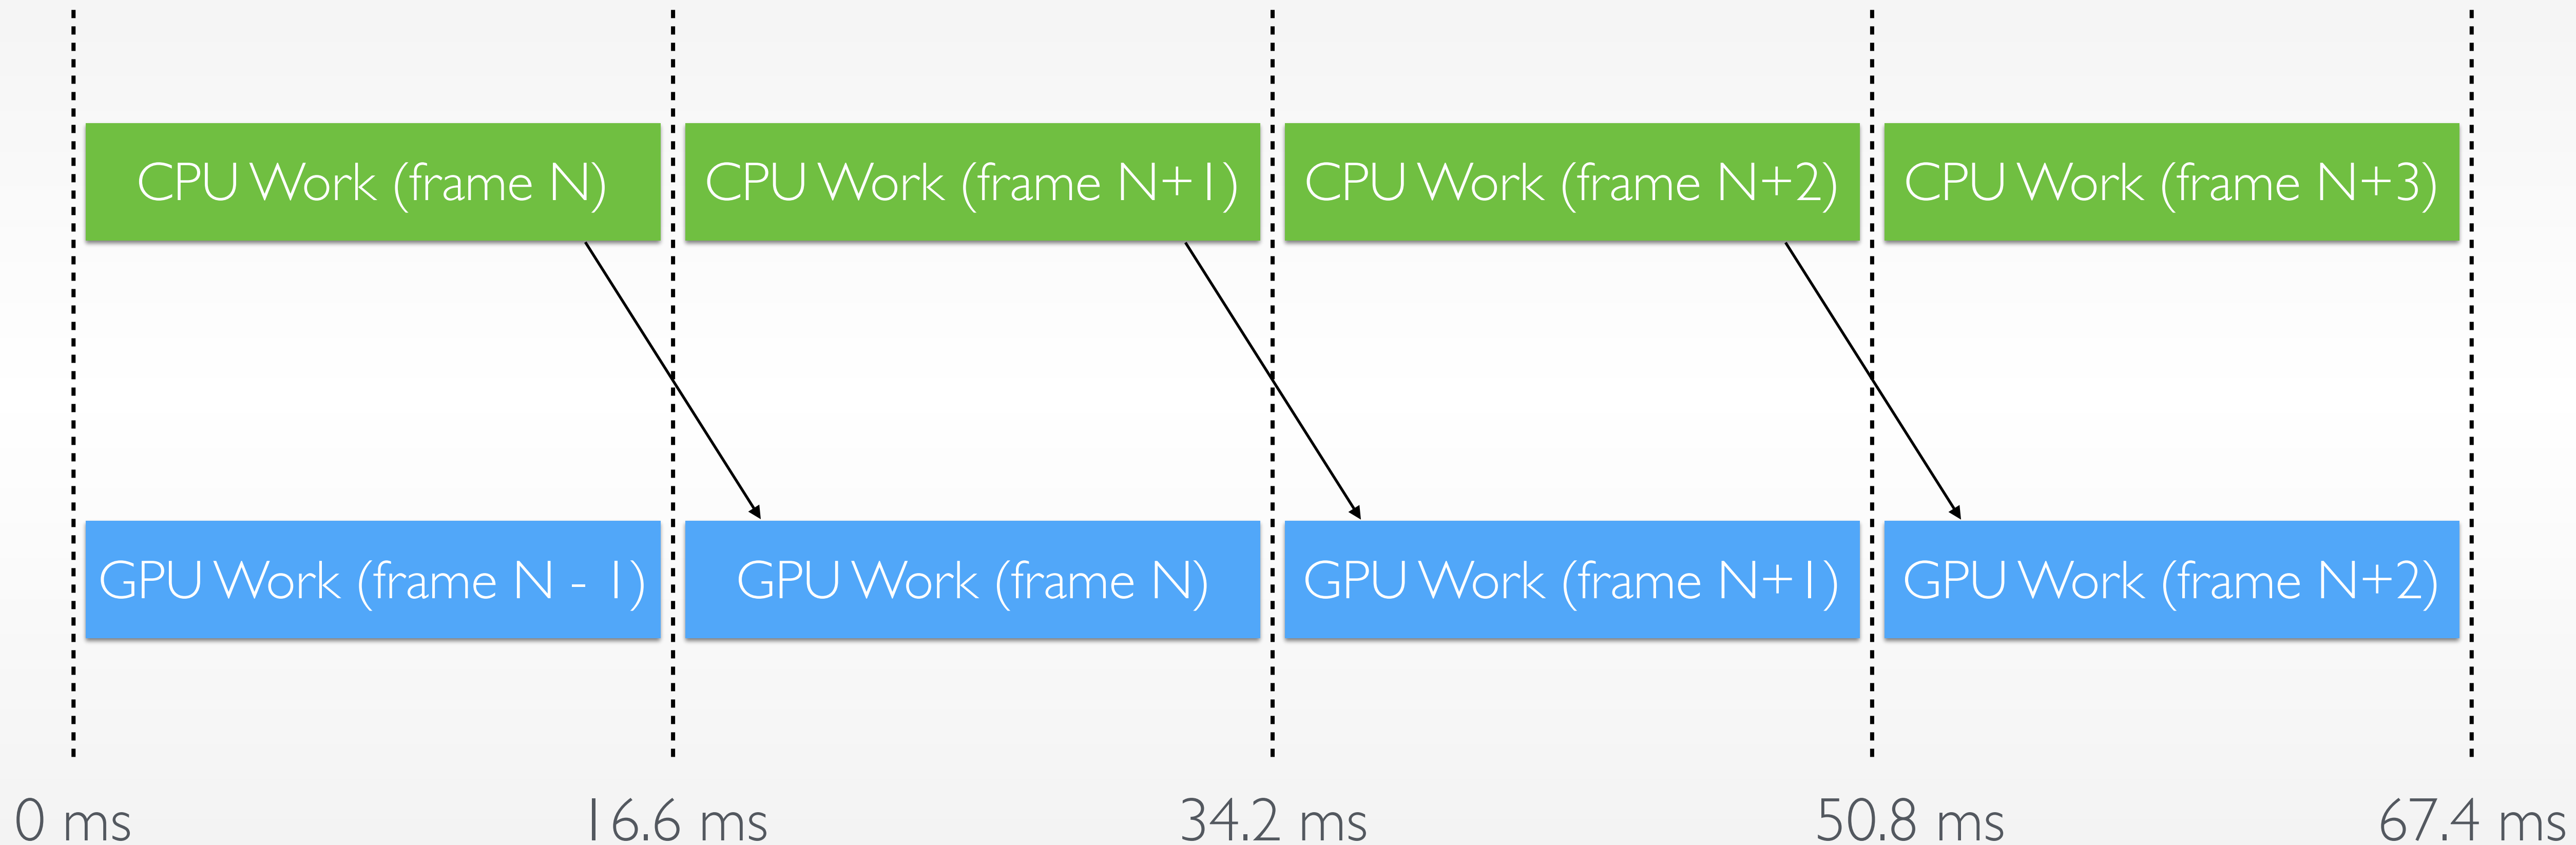 CPU Work (frame N)
CPU Work (frame N+1)
CPU Work (frame N+2)
CPU Work (frame N+3)
GPU Work (frame N - 1)
GPU Work (frame N)
GPU Work (frame N+1)
GPU Work (frame N+2)
0 ms
16.6 ms
34.2 ms
50.8 ms
67.4 ms